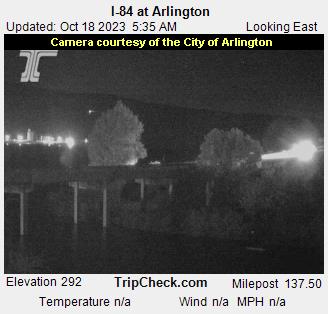 I-84 at Arlington
Updated: Oct 18 2023 5:35 AM Looking East
Camera courtesy of the City of Arlington
Elevation 292 TripCheck.com Milepost 137.50
Temperature n/a Wind n/a MPH n/a